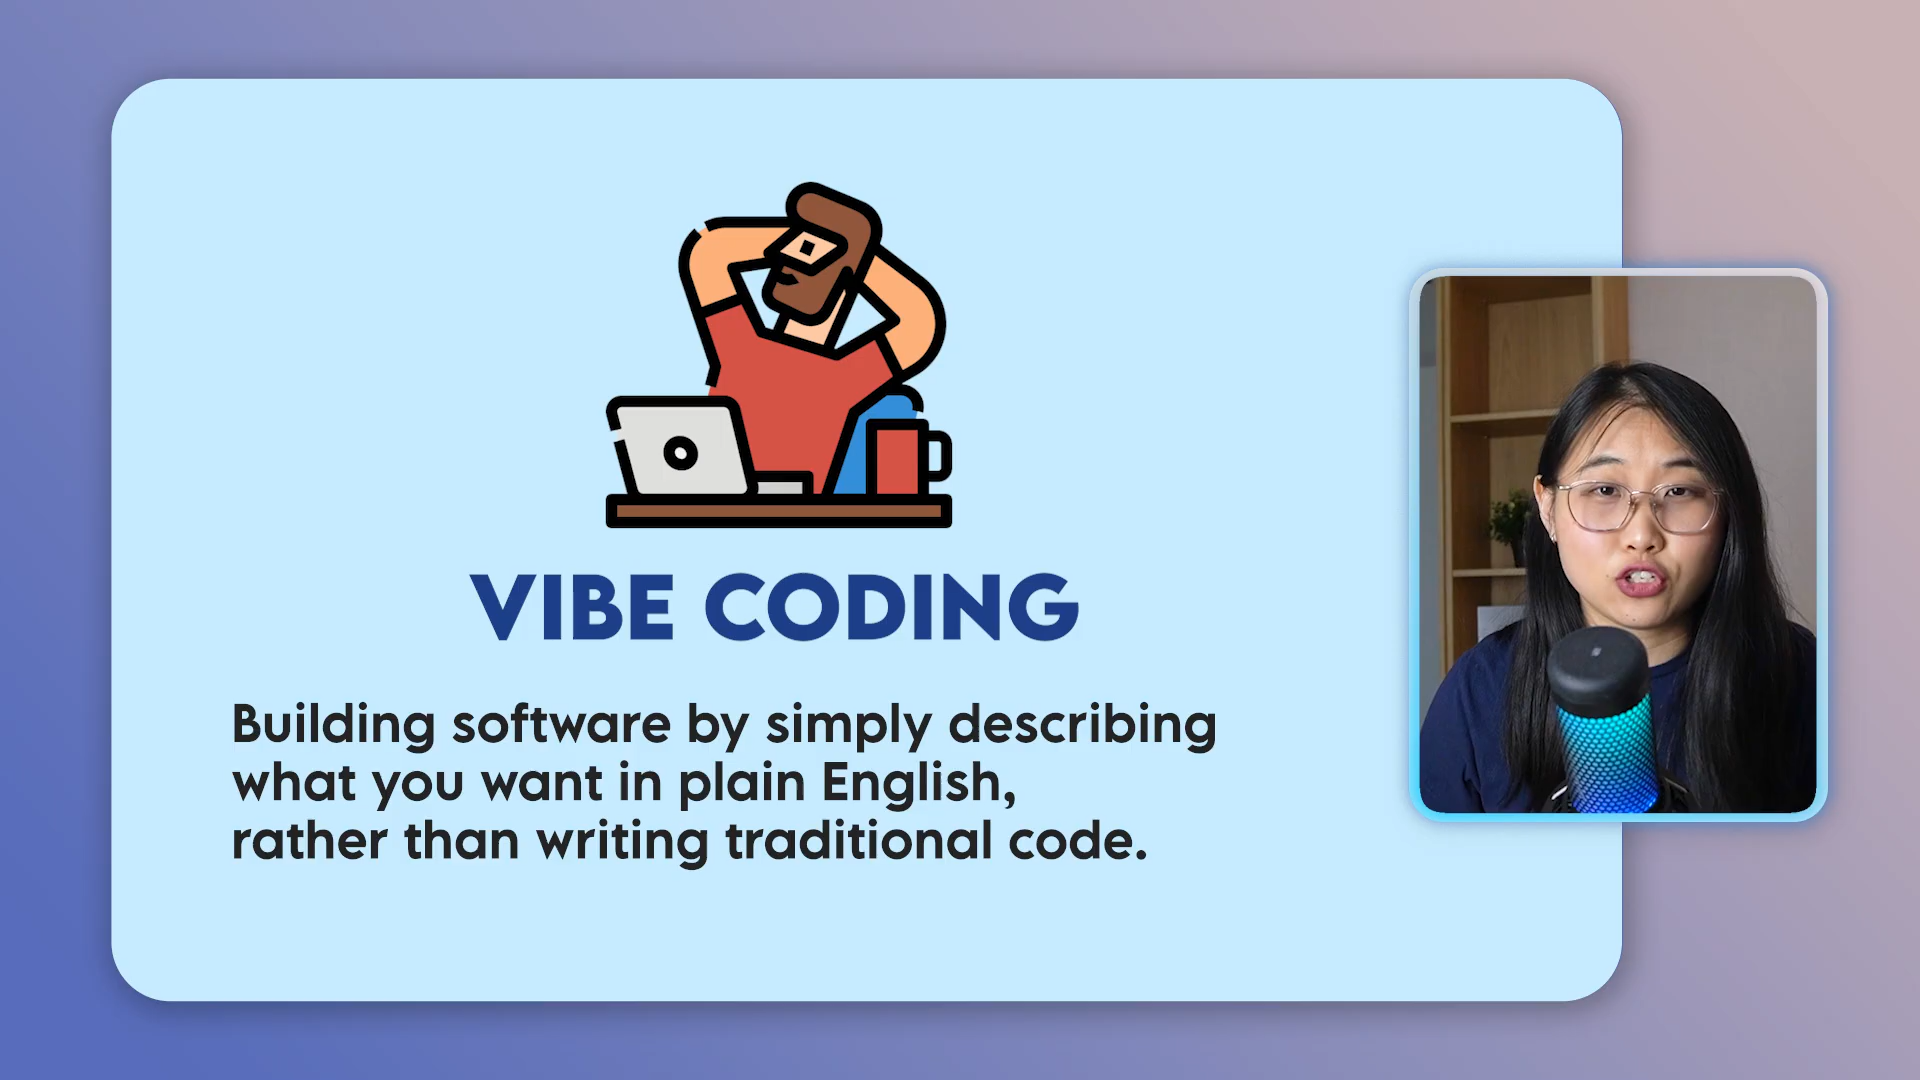 VIBE CODING
Building software by simply describing
what you want in plain English,
rather than writing traditional code.